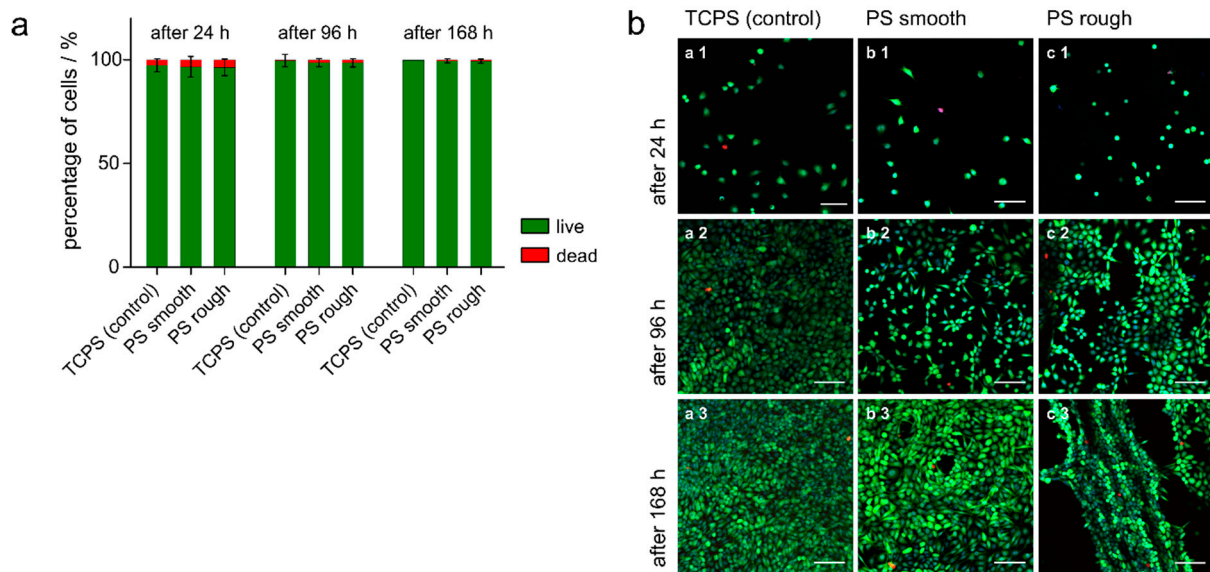 a
after 24 h after 96 h after 168 h
percentage of cells / %
100
50
0
TCPS (control)
PS smooth
PS rough
TCPS (control)
PS smooth
PS rough
TCPS (control)
PS smooth
PS rough
live
dead
b
TCPS (control) PS smooth PS rough
after 24 h
a 1 b 1 c 1
after 96 h
a 2 b 2 c 2
after 168 h
a 3 b 3 c 3